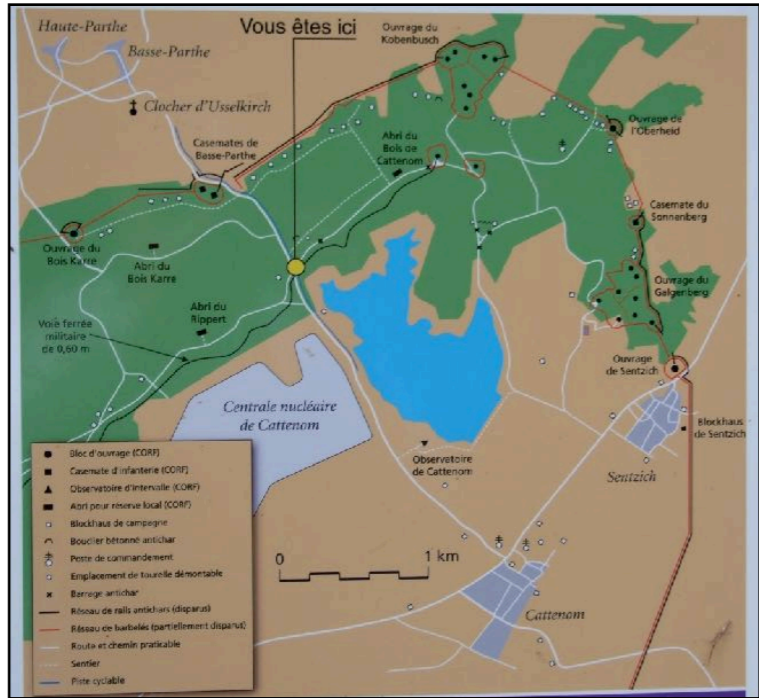 Haute-Parthe
Basse-Parthe
Clocher d'Usselkirch
Vous êtes ici
Ouvrage du
Kobenbusch
Casemates de
Basse-Parthe
Abri du
Bois de
Cattenom
Ouvrage de
l'Oberheid
Casemate du
Sonnenberg
Ouvrage du
Bois Karre
Abri du
Bois Karre
Abri du
Rippert
Ouvrage du
Galgenberg
Voie ferrée
militaire
de 0,60 m
Ouvrage
de Sentzich
Centrale nucléaire
de Cattenom
Blockhaus
de Sentzich
Observatoire
de Cattenom
Sentzich
Bloc d'ouvrage (CORF)
Casemate d'infanterie (CORF)
Observatoire d'intervalle (CORF)
Abri pour réserve local (CORF)
Blockhaus de campagne
Bouclier bétonné antichar
Poste de commandement
Emplacement de tourelle démontable
Barrage antichar
Réseau de rails antichars (disparus)
Réseau de barbelés (partiellement disparus)
Route et chemin praticable
Sentier
Piste cyclable
0 1 km
Cattenom